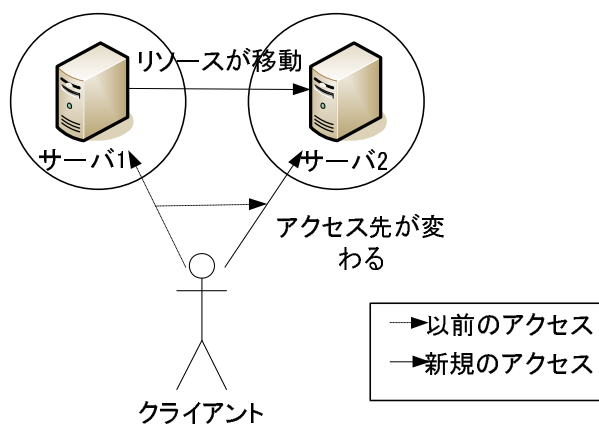 リソースが移動
サーバ1
サーバ2
アクセス先が変
わる
クライアント
以前のアクセス
新規のアクセス